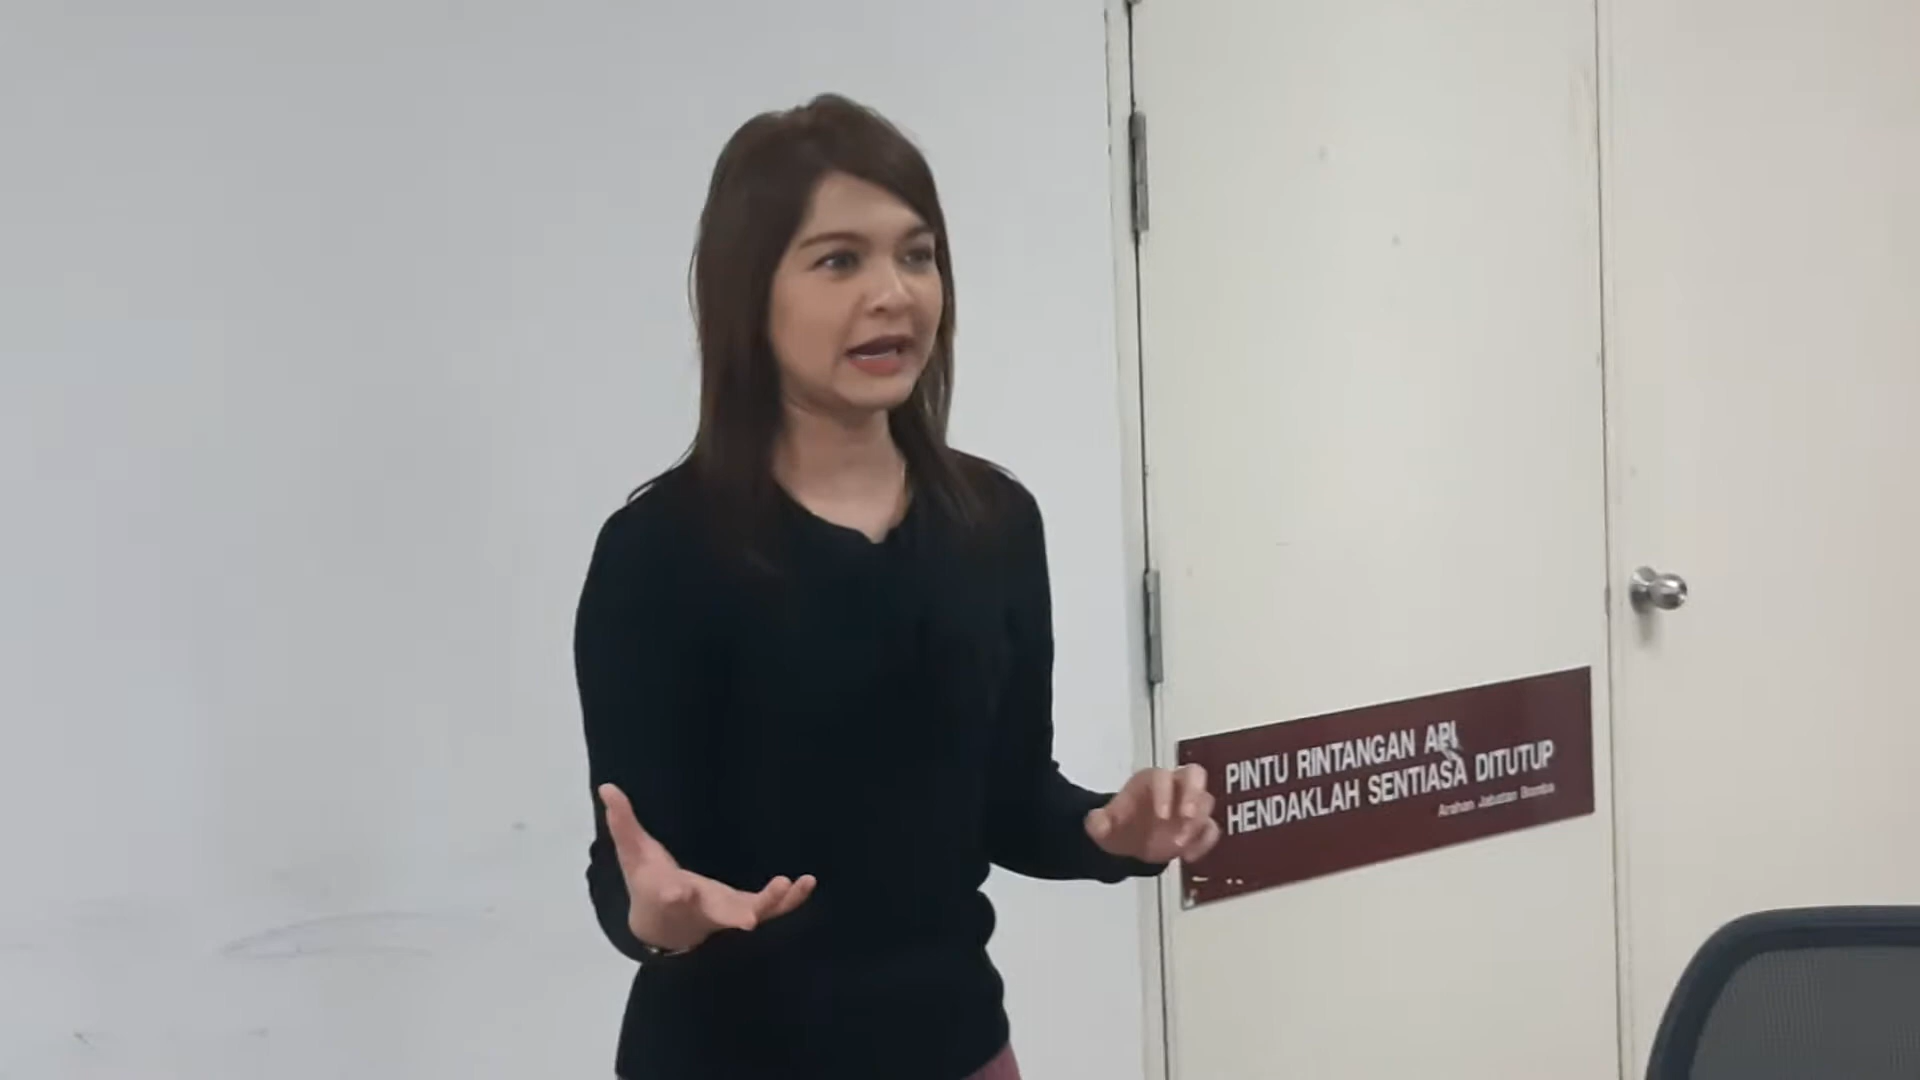 PINTU RINTANGAN API
HENDAKLAH SENTIASA DITUTUP
Arahan Jabatan Bomba